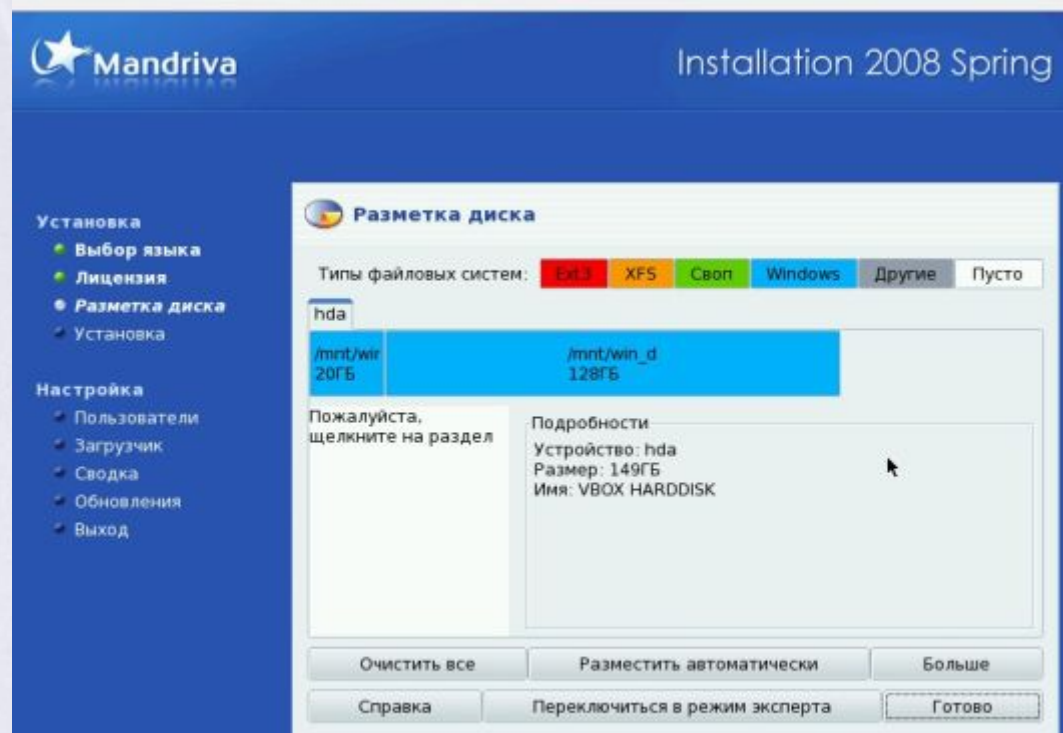 Mandriva
Installation 2008 Spring
Установка
Выбор языка
Лицензия
Разметка диска
Установка
Настройка
Пользователи
Загрузчик
Сводка
Обновления
Выход
Разметка диска
Типы файловых систем: Ext3 XFS Своп Windows Другие Пусто
hda
/mnt/wir /mnt/win_d
20ГБ 128ГБ
Пожалуйста,
щелкните на раздел
Подробности
Устройство: hda
Размер: 149ГБ
Имя: VBOX HARDDISK
Очистить все Разместить автоматически Больше
Справка Переключиться в режим эксперта Готово